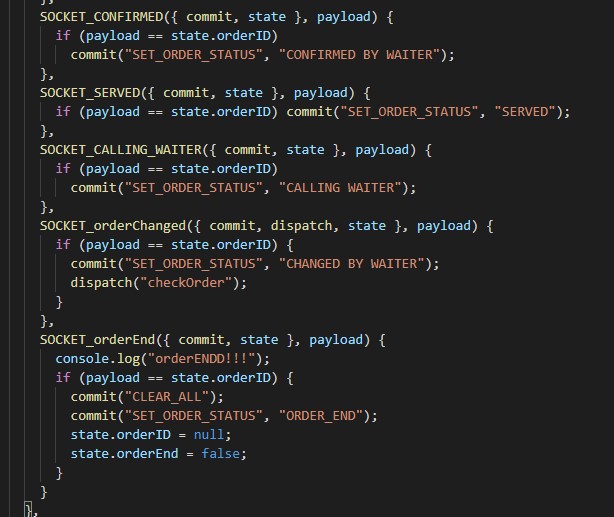 },
SOCKET_CONFIRMED({ commit, state }, payload) {
if (payload == state.orderID)
commit("SET_ORDER_STATUS", "CONFIRMED BY WAITER");
},
SOCKET_SERVED({ commit, state }, payload) {
if (payload == state.orderID) commit("SET_ORDER_STATUS", "SERVED");
},
SOCKET_CALLING_WAITER({ commit, state }, payload) {
if (payload == state.orderID)
commit("SET_ORDER_STATUS", "CALLING WAITER");
},
SOCKET_orderChanged({ commit, dispatch, state }, payload) {
if (payload == state.orderID) {
commit("SET_ORDER_STATUS", "CHANGED BY WAITER");
dispatch("checkOrder");
}
},
SOCKET_orderEnd({ commit, state }, payload) {
console.log("orderENDD!!!");
if (payload == state.orderID) {
commit("CLEAR_ALL");
commit("SET_ORDER_STATUS", "ORDER_END");
state.orderID = null;
state.orderEnd = false;
}
}
},